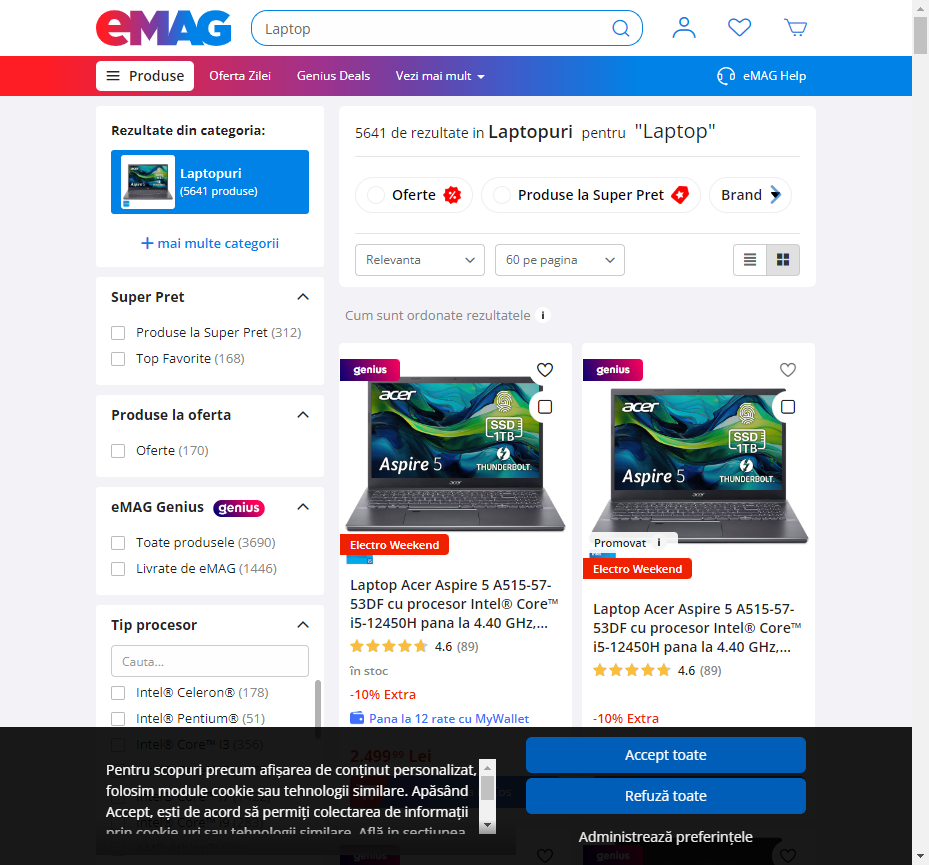 eMAG
Laptop
Produse
Oferta Zilei
Genius Deals
Vezi mai mult
eMAG Help
Rezultate din categoria:
Laptopuri
(5641 produse)
+ mai multe categorii
Super Pret
Produse la Super Pret (312)
Top Favorite (168)
Produse la oferta
Oferte (170)
eMAG Genius genius
Toate produsele (3690)
Livrate de eMAG (1446)
Tip procesor
Cauta...
Intel® Celeron® (178)
Intel® Pentium® (51)
Intel® Core™ i3 (356)
5641 de rezultate in Laptopuri pentru "Laptop"
Oferte
Produse la Super Pret
Brand
Relevanta
60 pe pagina
Cum sunt ordonate rezultatele i
genius
acer
SSD
1TB
Aspire 5
THUNDERBOLT.
acer
Electro Weekend
Laptop Acer Aspire 5 A515-57-
53DF cu procesor Intel® Core™
i5-12450H pana la 4.40 GHz,...
4.6 (89)
în stoc
-10% Extra
Pana la 12 rate cu MyWallet
2.499⁹⁹ Lei
genius
acer
SSD
1TB
Aspire 5
THUNDERBOLT.
acer
Promovat i
Electro Weekend
Laptop Acer Aspire 5 A515-57-
53DF cu procesor Intel® Core™
i5-12450H pana la 4.40 GHz,...
4.6 (89)
-10% Extra
Pentru scopuri precum afișarea de conținut personalizat,
folosim module cookie sau tehnologii similare. Apăsând
Accept, ești de acord să permiți colectarea de informații
prin cookie-uri sau tehnologii similare. Află in sectiunea
Accept toate
Refuză toate
Administrează preferințele
genius
genius